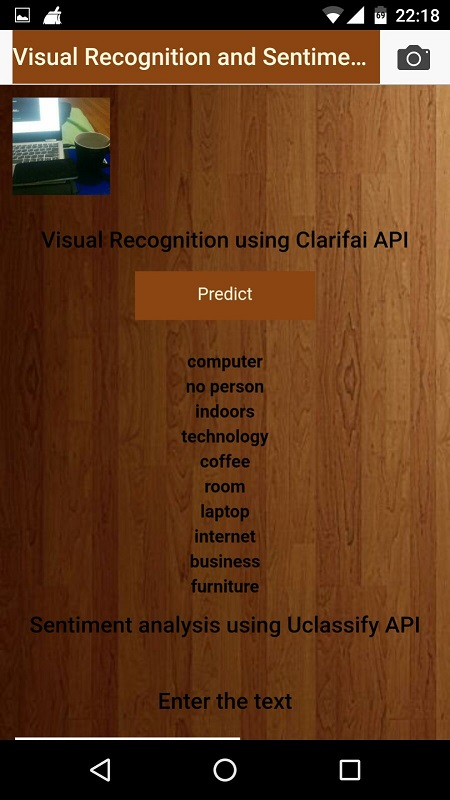 69 22:18
Visual Recognition and Sentime...
Visual Recognition using Clarifai API
Predict
computer
no person
indoors
technology
coffee
room
laptop
internet
business
furniture
Sentiment analysis using Uclassify API
Enter the text